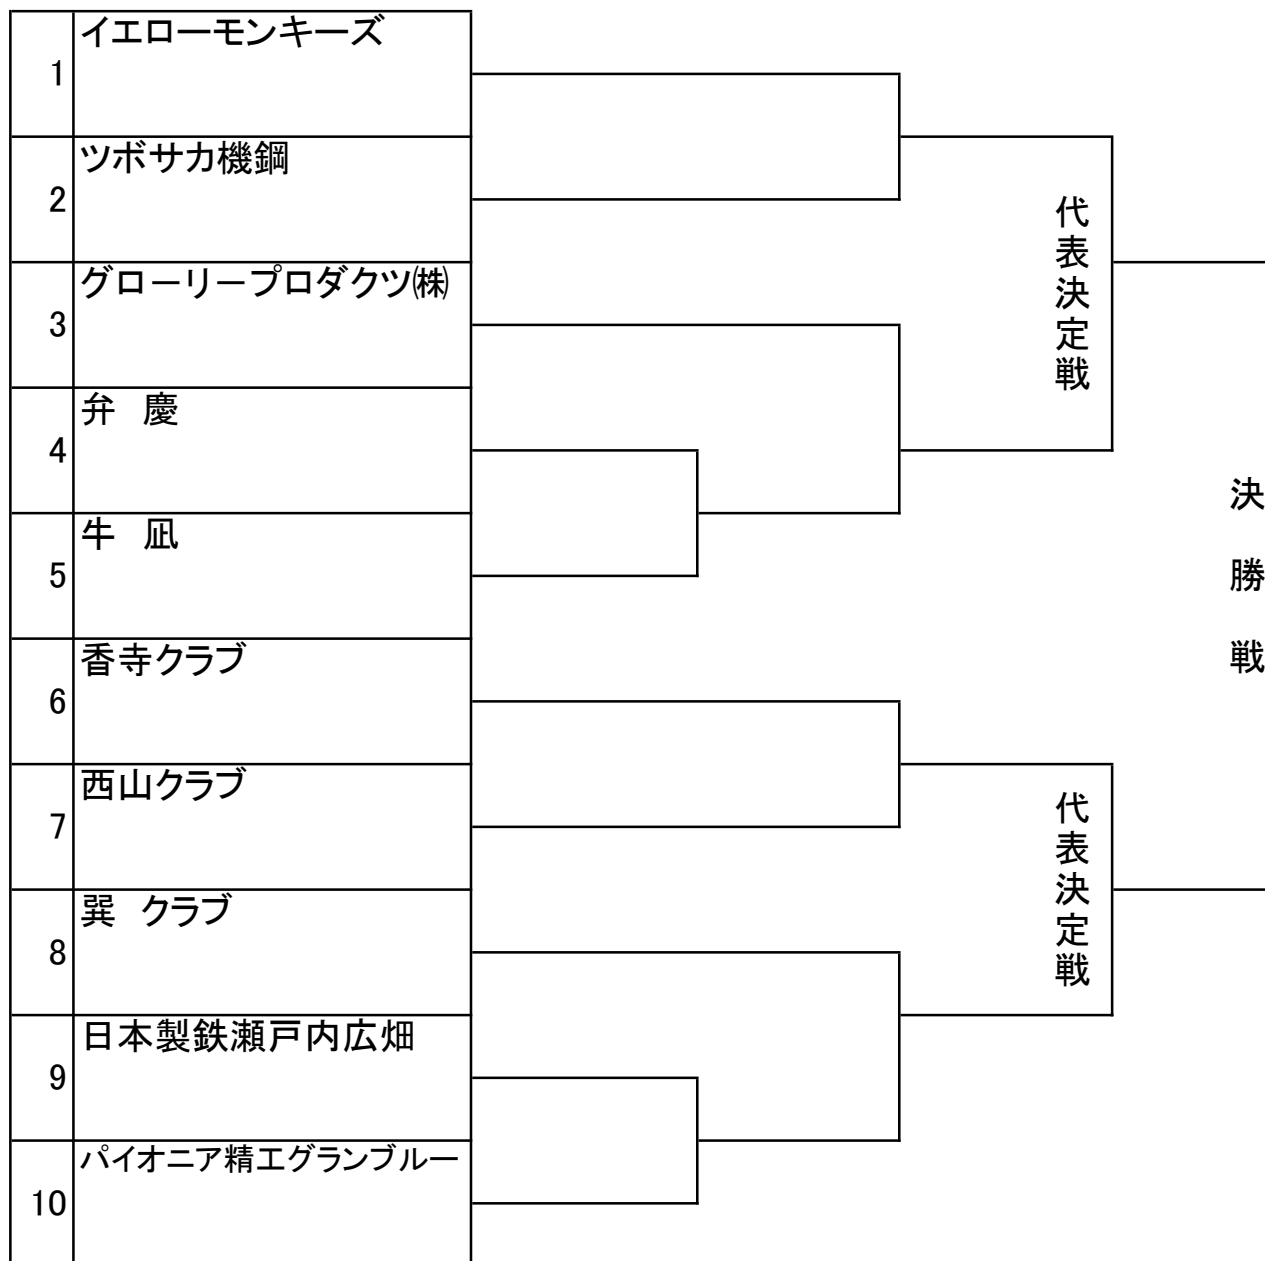 1 イエローモンキーズ
2 ツボサカ機鋼
3 グローリープロダクツ㈱
4 弁　慶
5 牛　凪
6 香寺クラブ
7 西山クラブ
8 巽　クラブ
9 日本製鉄瀬戸内広畑
10 パイオニア精工グランブルー
代表決定戦
代表決定戦
決勝戦